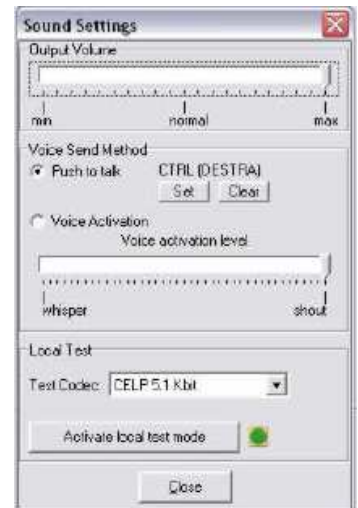 Sound Settings
Output Volume
min normal max
Voice Send Method
Push to talk CTRL (DESTRA)
Set Clear
Voice Activation
Voice activation level
whisper shout
Local Test
Test Codec: CELP 5.1 Kbit
Activate local test mode
Close